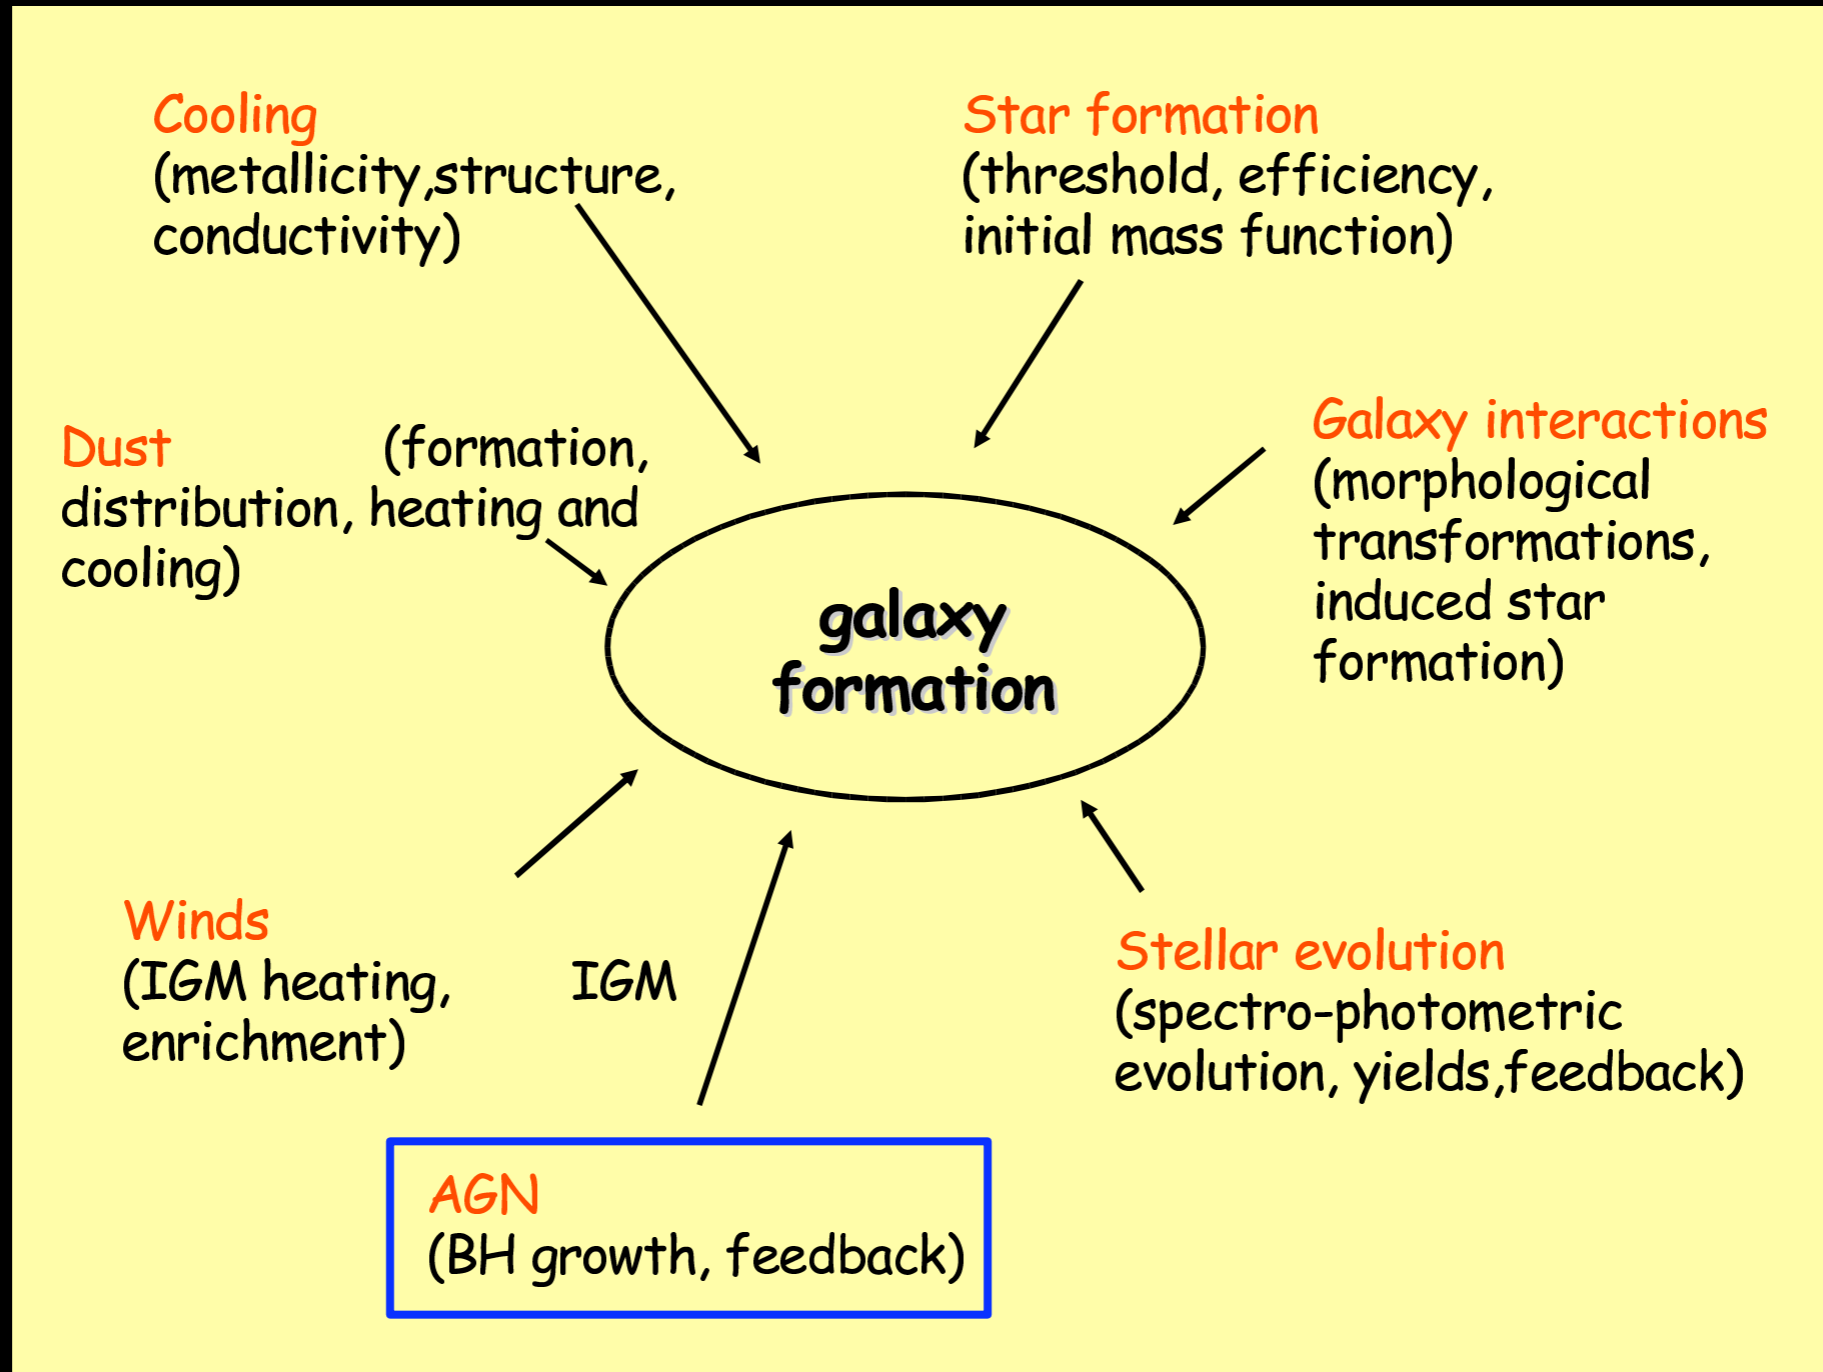 Cooling
(metallicity,structure,
conductivity)
Star formation
(threshold, efficiency,
initial mass function)
Dust (formation,
distribution, heating and
cooling)
Galaxy interactions
(morphological
transformations,
induced star
formation)
galaxy
formation
Winds
(IGM heating, IGM
enrichment)
Stellar evolution
(spectro-photometric
evolution, yields,feedback)
AGN
(BH growth, feedback)